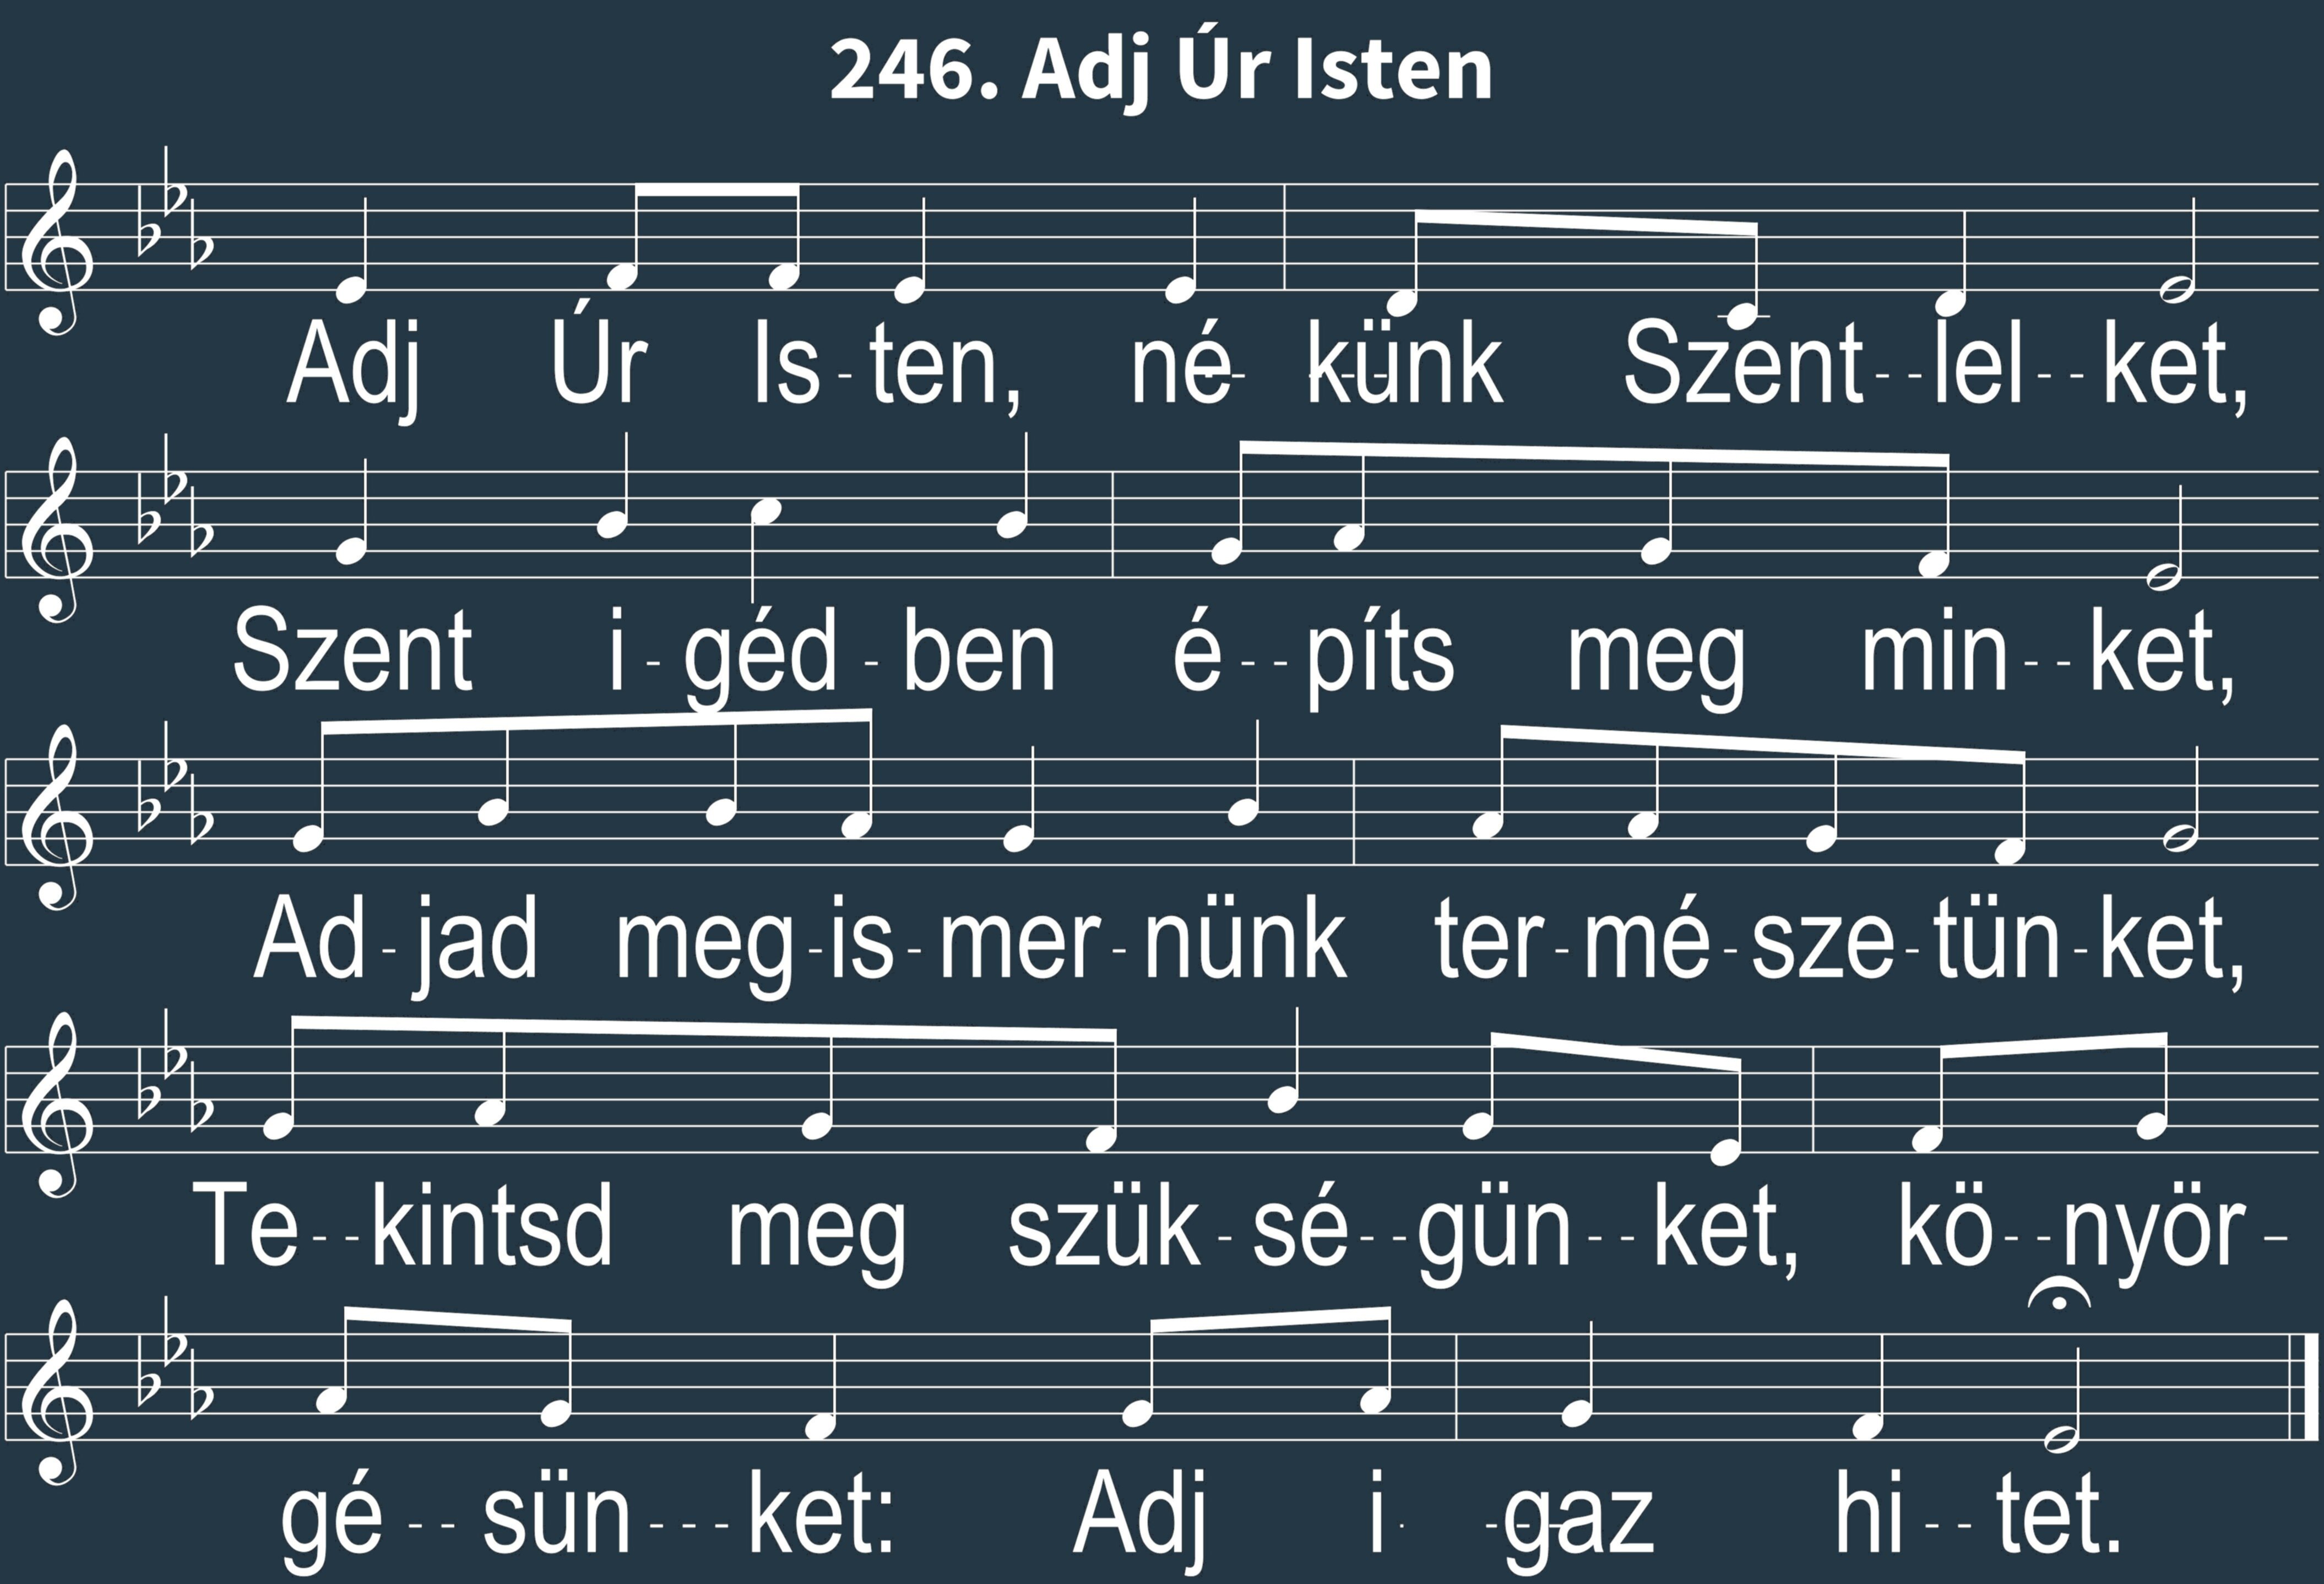 246. Adj Úr Isten
Adj Úr Is-ten, né--künk Szent--lel--ket,
Szent i-géd-ben é--píts meg min--ket,
Ad-jad meg-is-mer-nünk ter-mé-sze-tün-ket,
Te--kintsd meg szük-sé--gün--ket, kö--nyör-
gé--sün---ket: Adj i--gaz hi--tet.